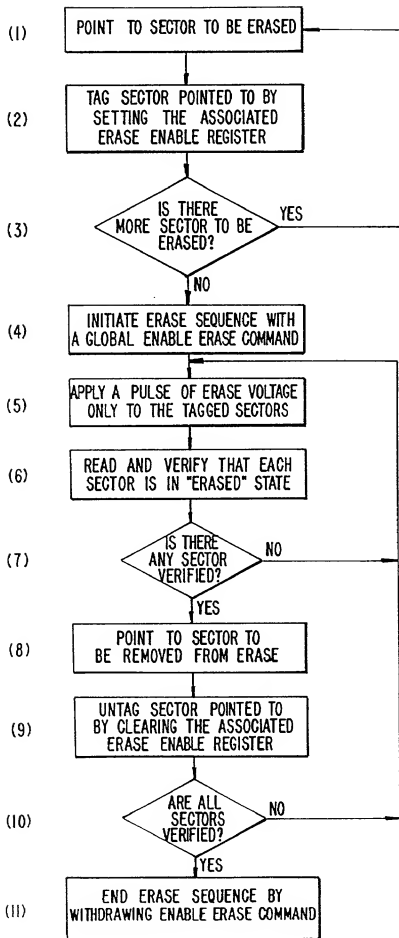 (1) POINT TO SECTOR TO BE ERASED
(2) TAG SECTOR POINTED TO BY
SETTING THE ASSOCIATED
ERASE ENABLE REGISTER
(3) IS THERE
MORE SECTOR TO BE
ERASED?
YES
NO
(4) INITIATE ERASE SEQUENCE WITH
A GLOBAL ENABLE ERASE COMMAND
(5) APPLY A PULSE OF ERASE VOLTAGE
ONLY TO THE TAGGED SECTORS
(6) READ AND VERIFY THAT EACH
SECTOR IS IN "ERASED" STATE
(7) IS THERE
ANY SECTOR
VERIFIED?
NO
YES
(8) POINT TO SECTOR TO
BE REMOVED FROM ERASE
(9) UNTAG SECTOR POINTED TO
BY CLEARING THE ASSOCIATED
ERASE ENABLE REGISTER
(10) ARE ALL
SECTORS
VERIFIED?
NO
YES
(11) END ERASE SEQUENCE BY
WITHDRAWING ENABLE ERASE COMMAND